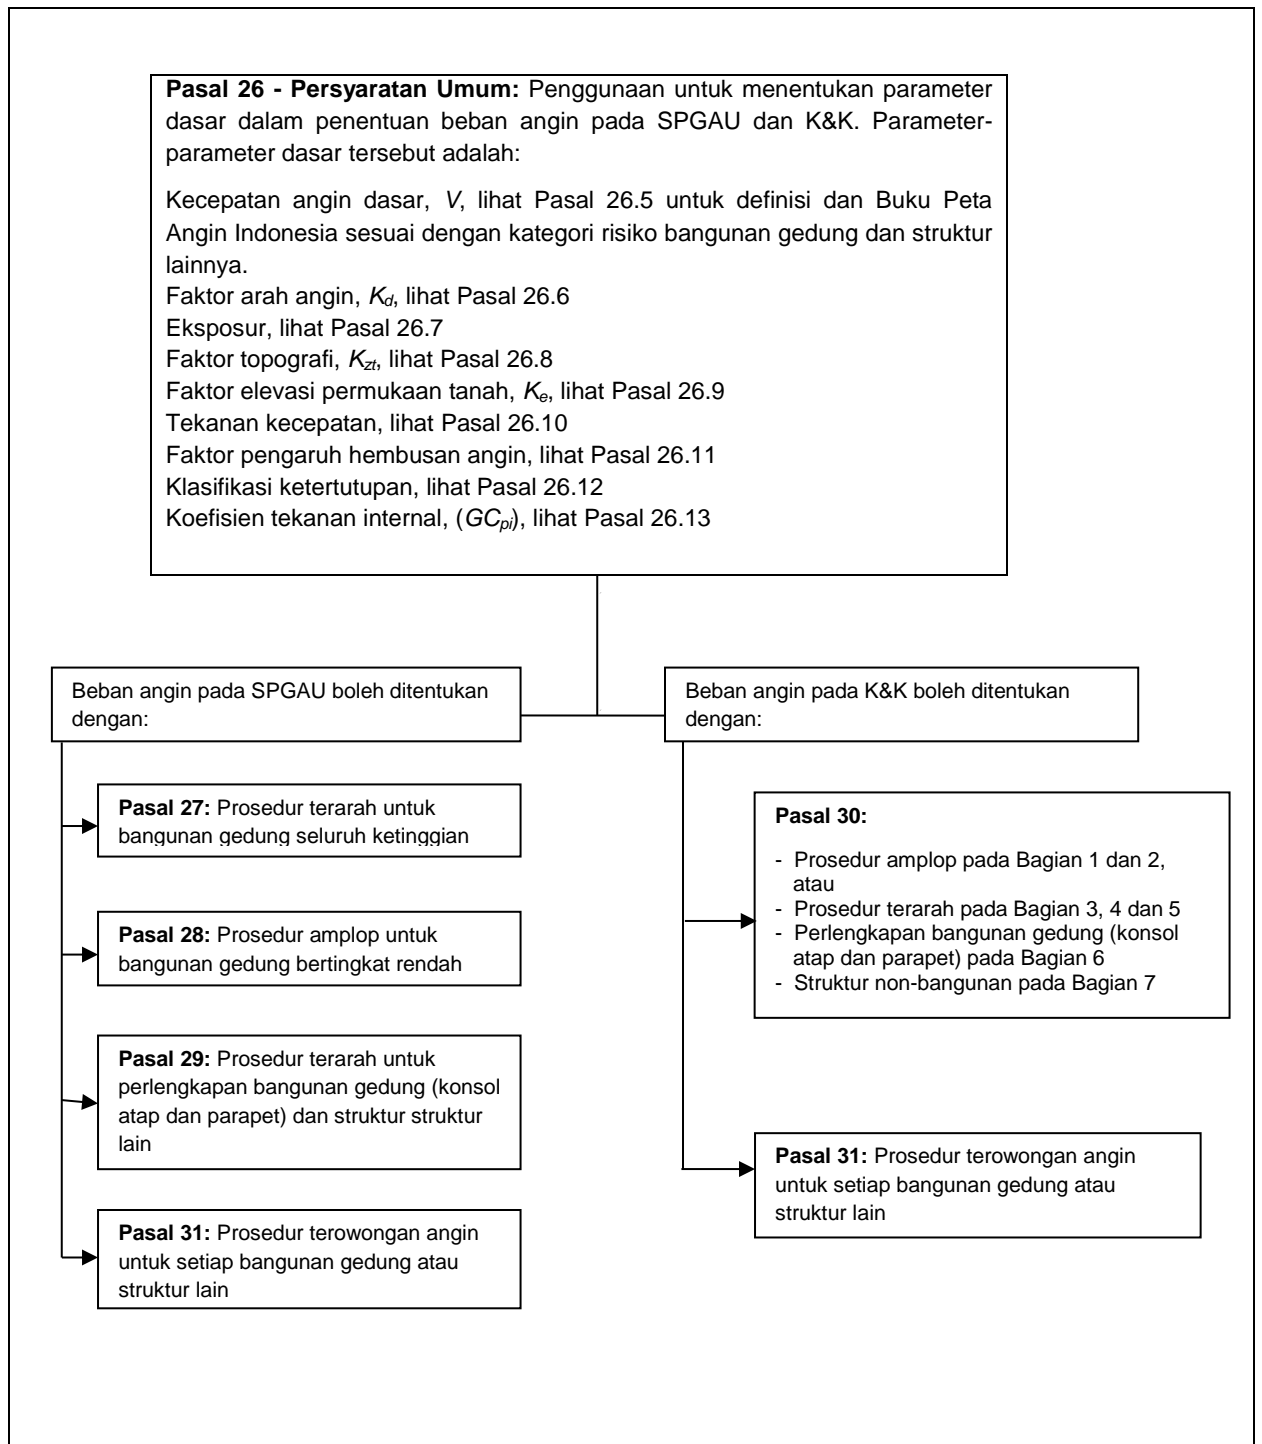 Pasal 26 - Persyaratan Umum: Penggunaan untuk menentukan parameter
dasar dalam penentuan beban angin pada SPGAU dan K&K. Parameter-
parameter dasar tersebut adalah:
Kecepatan angin dasar, V, lihat Pasal 26.5 untuk definisi dan Buku Peta
Angin Indonesia sesuai dengan kategori risiko bangunan gedung dan struktur
lainnya.
Faktor arah angin, Kd, lihat Pasal 26.6
Eksposur, lihat Pasal 26.7
Faktor topografi, Kzt, lihat Pasal 26.8
Faktor elevasi permukaan tanah, Ke, lihat Pasal 26.9
Tekanan kecepatan, lihat Pasal 26.10
Faktor pengaruh hembusan angin, lihat Pasal 26.11
Klasifikasi ketertutupan, lihat Pasal 26.12
Koefisien tekanan internal, (GCpi), lihat Pasal 26.13
Beban angin pada SPGAU boleh ditentukan
dengan:
Pasal 27: Prosedur terarah untuk
bangunan gedung seluruh ketinggian
Pasal 28: Prosedur amplop untuk
bangunan gedung bertingkat rendah
Pasal 29: Prosedur terarah untuk
perlengkapan bangunan gedung (konsol
atap dan parapet) dan struktur struktur
lain
Pasal 31: Prosedur terowongan angin
untuk setiap bangunan gedung atau
struktur lain
Beban angin pada K&K boleh ditentukan
dengan:
Pasal 30:
- Prosedur amplop pada Bagian 1 dan 2,
atau
- Prosedur terarah pada Bagian 3, 4 dan 5
- Perlengkapan bangunan gedung (konsol
atap dan parapet) pada Bagian 6
- Struktur non-bangunan pada Bagian 7
Pasal 31: Prosedur terowongan angin
untuk setiap bangunan gedung atau
struktur lain